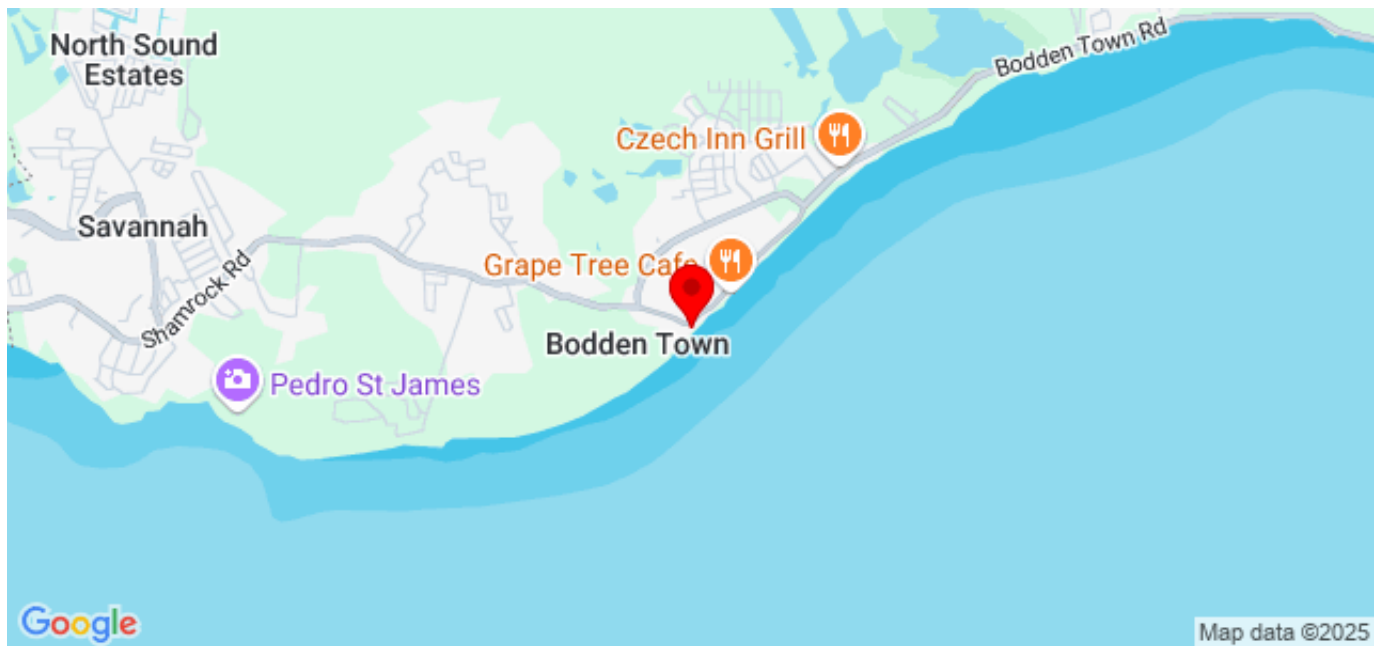 North Sound
Estates
Bodden Town Rd
Czech Inn Grill
Savannah
Shamrock Rd
Grape Tree Cafe
Bodden Town
Pedro St James
Google
Map data ©2025